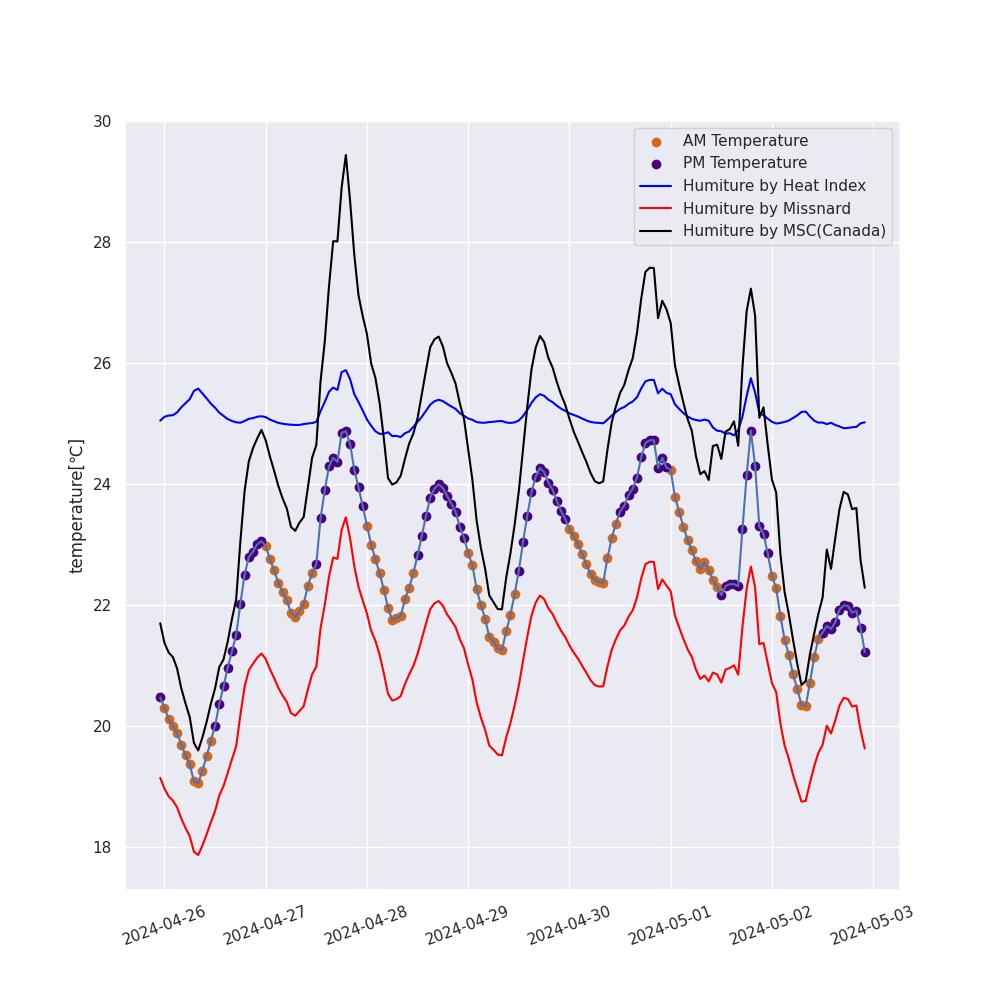 30
28
26
24
22
20
18
temperature[℃]
AM Temperature
PM Temperature
Humiture by Heat Index
Humiture by Missnard
Humiture by MSC(Canada)
2024-04-26
2024-04-27
2024-04-28
2024-04-29
2024-04-30
2024-05-01
2024-05-02
2024-05-03